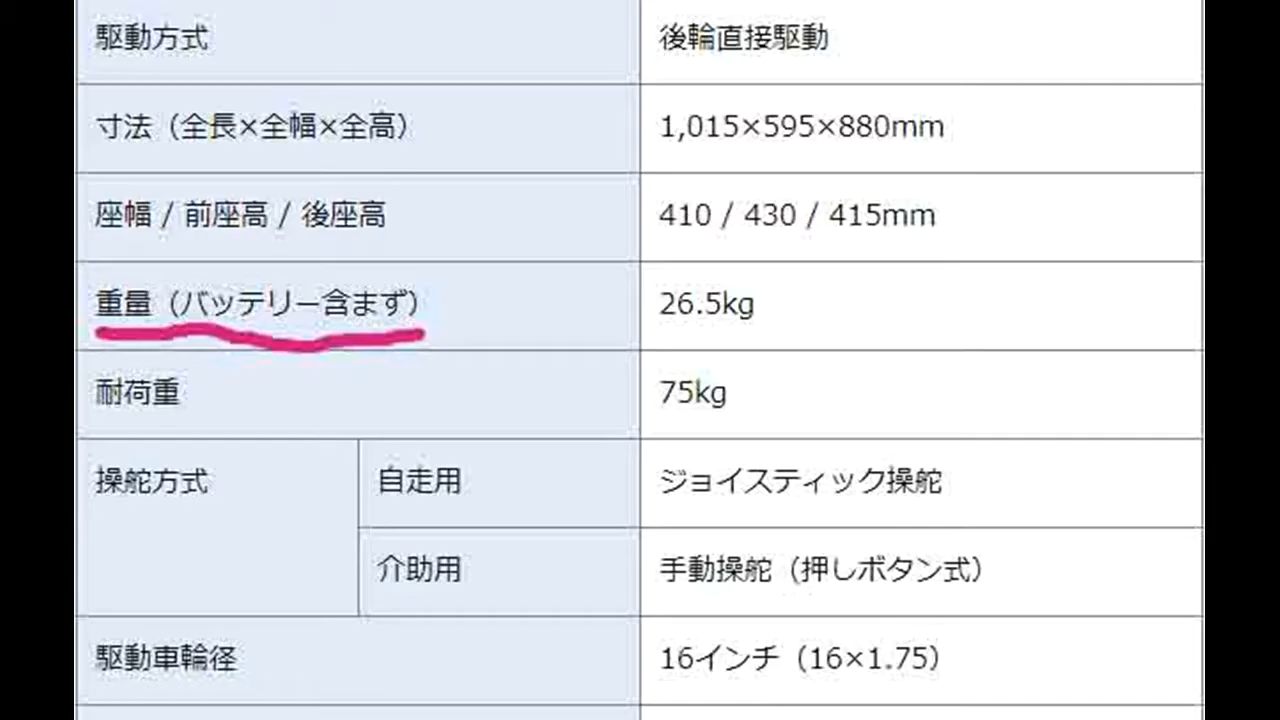 駆動方式 後輪直接駆動
寸法（全長×全幅×全高） 1,015×595×880mm
座幅 / 前座高 / 後座高 410 / 430 / 415mm
重量（バッテリー含まず） 26.5kg
耐荷重 75kg
操舵方式 自走用 ジョイスティック操舵
介助用 手動操舵（押しボタン式）
駆動車輪径 16インチ（16×1.75）